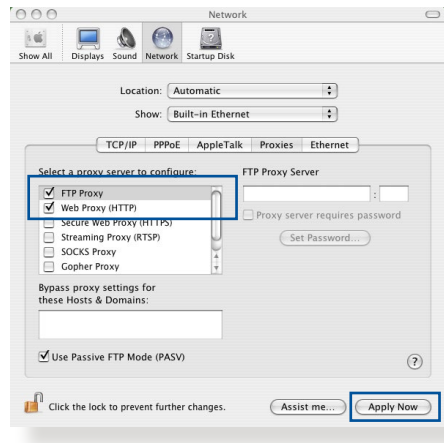 Network
Show All Displays Sound Network Startup Disk
Location: Automatic
Show: Built-in Ethernet
TCP/IP PPPoE AppleTalk Proxies Ethernet
Select a proxy server to configure: FTP Proxy Server
FTP Proxy :
Web Proxy (HTTP)
Secure Web Proxy (HTTPS) Proxy server requires password
Streaming Proxy (RTSP) Set Password...
SOCKS Proxy
Gopher Proxy
Bypass proxy settings for
these Hosts & Domains:
Use Passive FTP Mode (PASV) ?
Click the lock to prevent further changes. Assist me... Apply Now